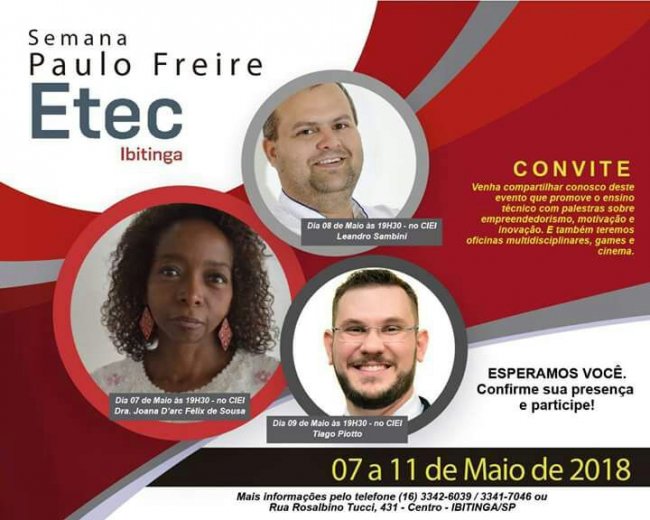 Semana
Paulo Freire
Etec
Ibitinga
CONVITE
Venha compartilhar conosco deste
evento que promove o ensino
técnico com palestras sobre
empreendedorismo, motivação e
inovação. E também teremos
oficinas multidisciplinares, games e
cinema.
Dia 08 de Maio às 19H30 - no CIEI
Leandro Sambini
Dia 07 de Maio às 19H30 - no CIEI
Dra. Joana D'arc Félix de Sousa
Dia 09 de Maio às 19H30 - no CIEI
Tiago Piotto
ESPERAMOS VOCÊ.
Confirme sua presença
e participe!
07 a 11 de Maio de 2018
Mais informações pelo telefone (16) 3342-6039 / 3341-7046 ou
Rua Rosalbino Tucci, 431 - Centro - IBITINGA/SP